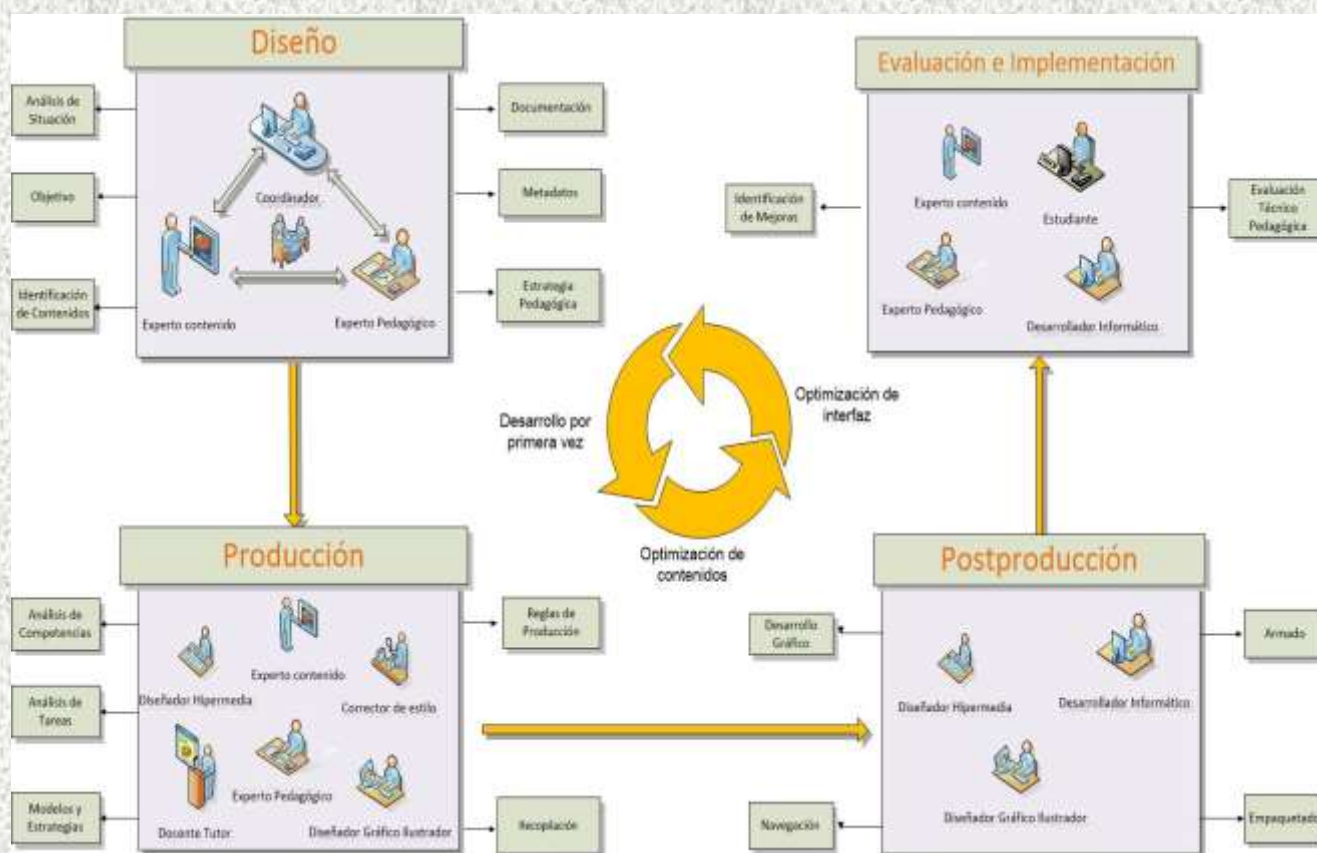 Diseño
Análisis de
Situación
Objetivo
Identificación
de Contenidos
Coordinador
Experto contenido
Experto Pedagógico
Documentación
Metadatos
Estrategia
Pedagógica
Evaluación e Implementación
Identificación
de Mejoras
Experto contenido
Estudiante
Experto Pedagógico
Desarrollador Informático
Evaluación
Técnico
Pedagógica
Desarrollo por
primera vez
Optimización de
interfaz
Optimización de
contenidos
Producción
Análisis de
Competencias
Análisis de
Tareas
Modelos y
Estrategias
Experto contenido
Diseñador Hipermedia
Corrector de estilo
Experto Pedagógico
Docente Tutor
Diseñador Gráfico Ilustrador
Reglas de
Producción
Recopilación
Postproducción
Desarrollo
Gráfico
Navegación
Diseñador Hipermedia
Desarrollador Informático
Diseñador Gráfico Ilustrador
Armado
Empaquetado